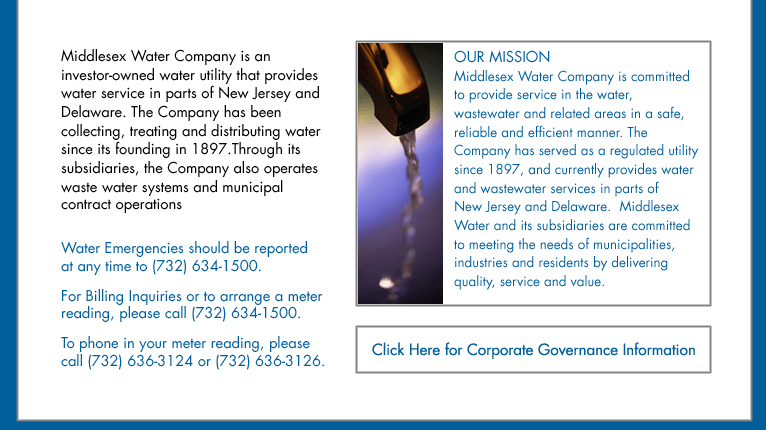 Middlesex Water Company is an
investor-owned water utility that provides
water service in parts of New Jersey and
Delaware. The Company has been
collecting, treating and distributing water
since its founding in 1897.Through its
subsidiaries, the Company also operates
waste water systems and municipal
contract operations
Water Emergencies should be reported
at any time to (732) 634-1500.
For Billing Inquiries or to arrange a meter
reading, please call (732) 634-1500.
To phone in your meter reading, please
call (732) 636-3124 or (732) 636-3126.
OUR MISSION
Middlesex Water Company is committed
to provide service in the water,
wastewater and related areas in a safe,
reliable and efficient manner. The
Company has served as a regulated utility
since 1897, and currently provides water
and wastewater services in parts of
New Jersey and Delaware.  Middlesex
Water and its subsidiaries are committed
to meeting the needs of municipalities,
industries and residents by delivering
quality, service and value.
Click Here for Corporate Governance Information